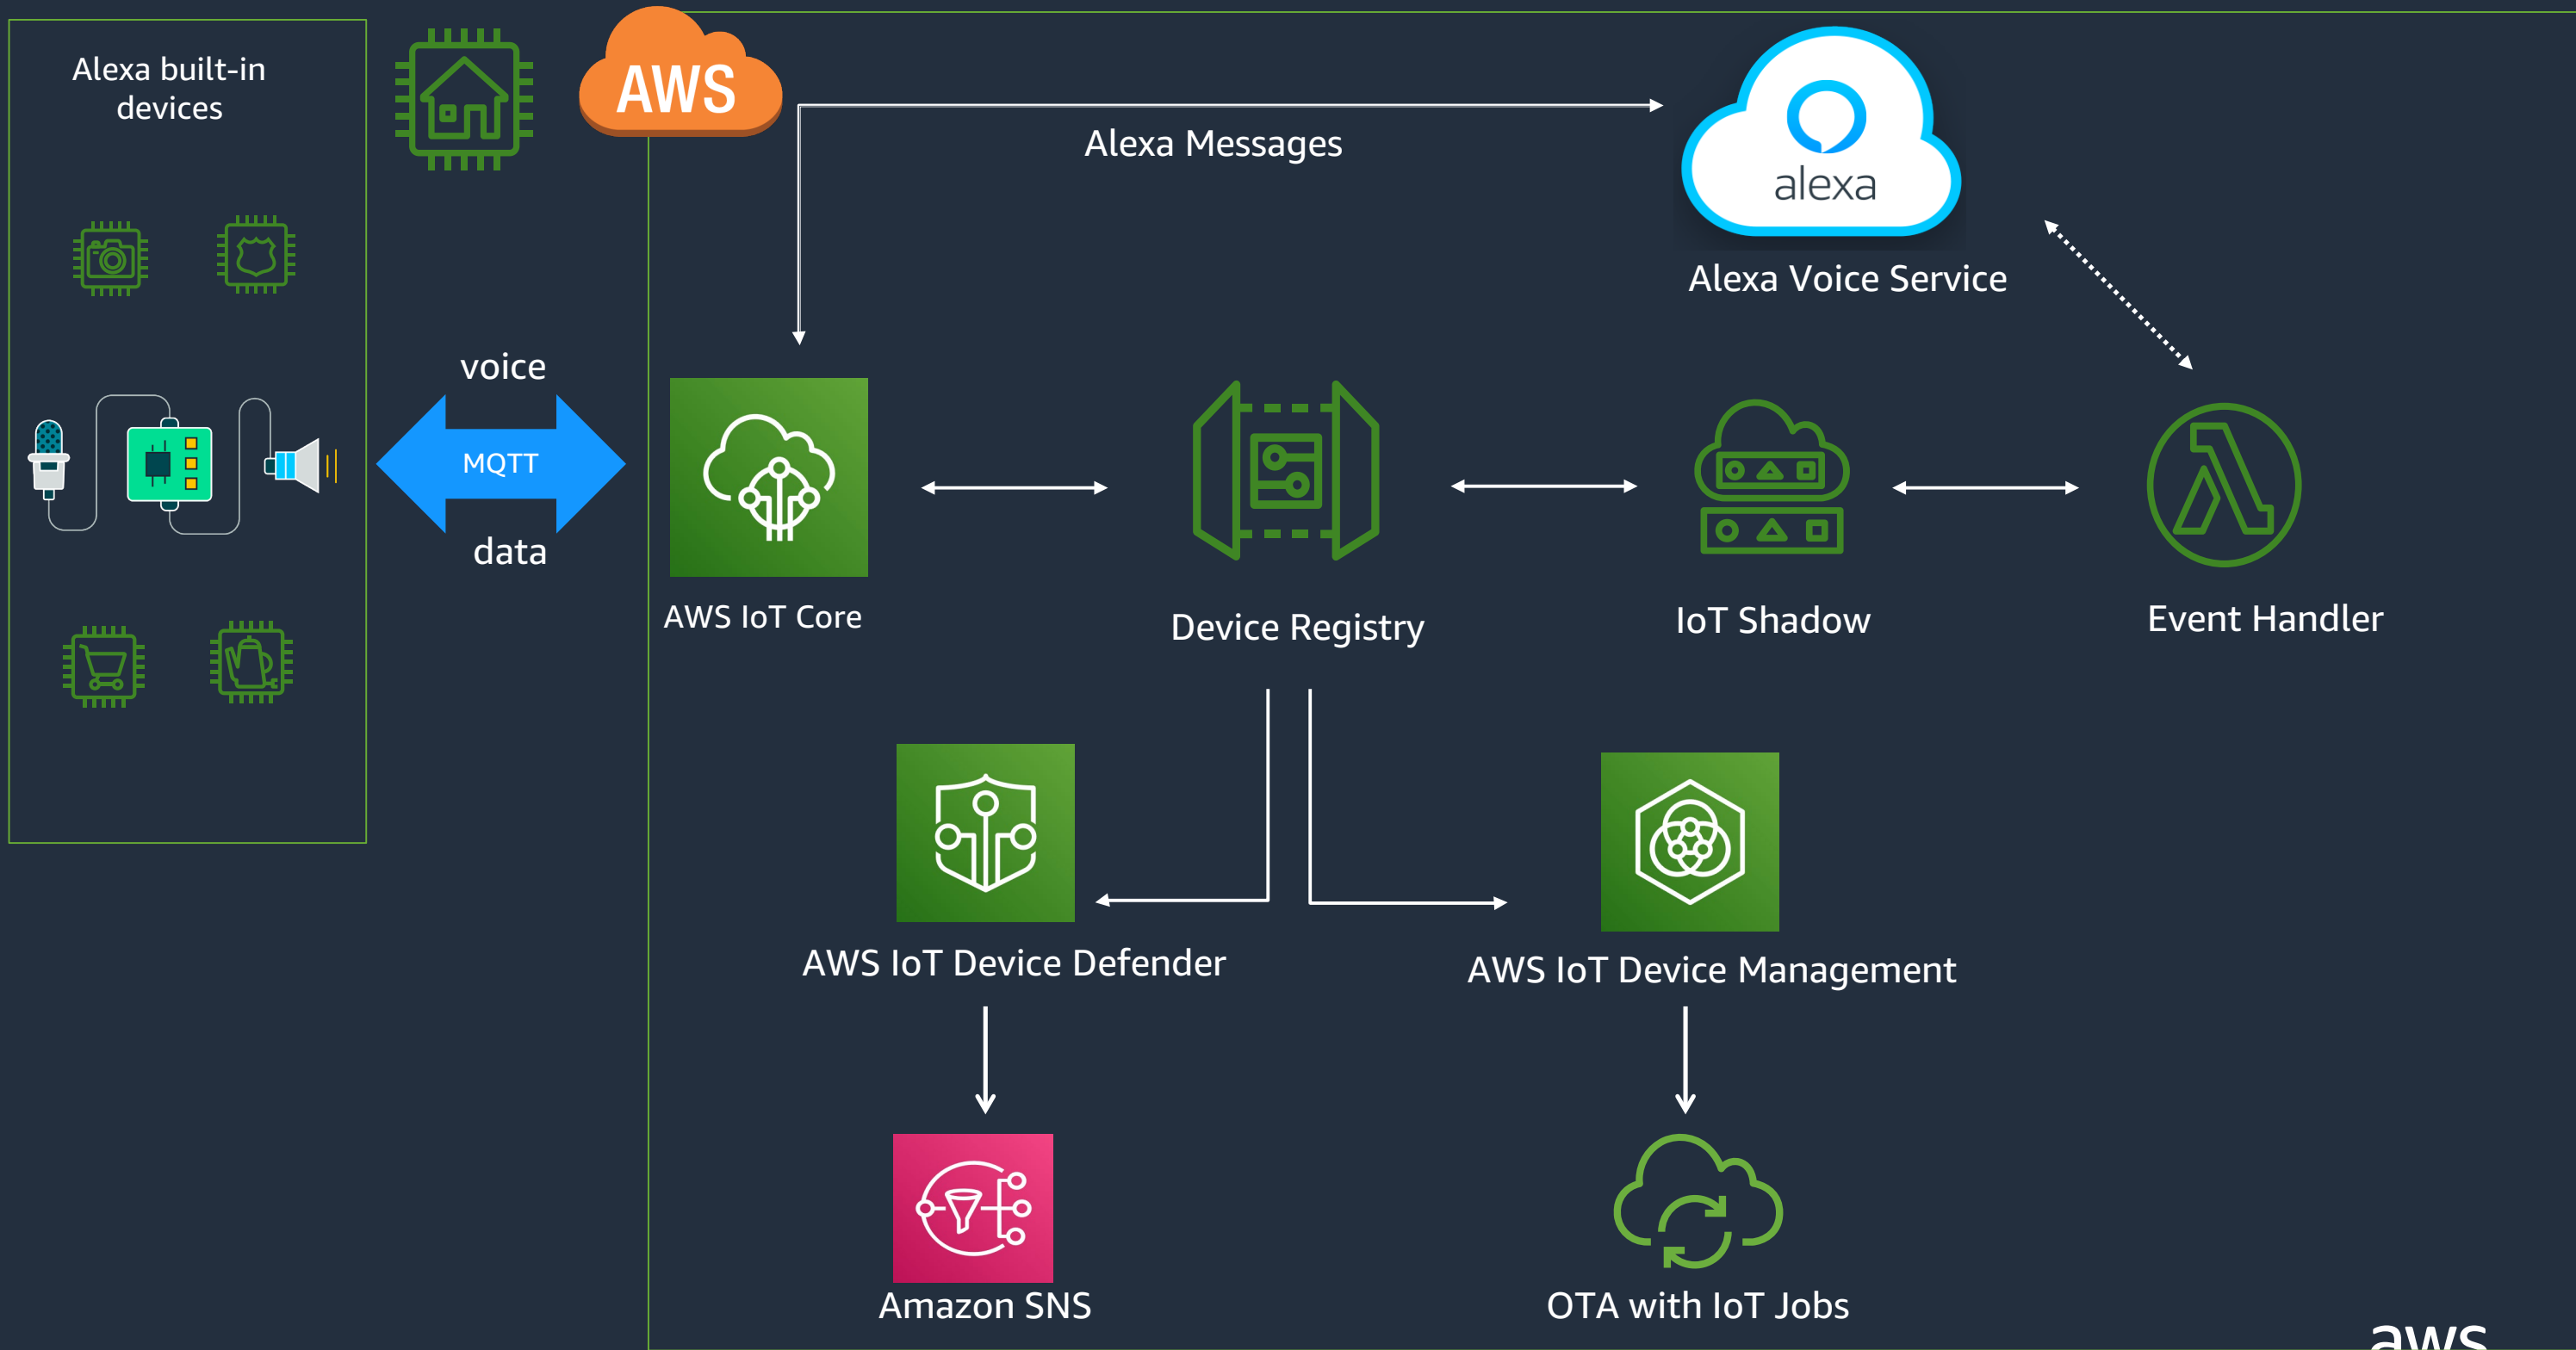 Alexa built-in
devices
AWS
Alexa Messages
alexa
Alexa Voice Service
voice
MQTT
data
AWS IoT Core
Device Registry
IoT Shadow
Event Handler
AWS IoT Device Defender
AWS IoT Device Management
Amazon SNS
OTA with IoT Jobs
aws